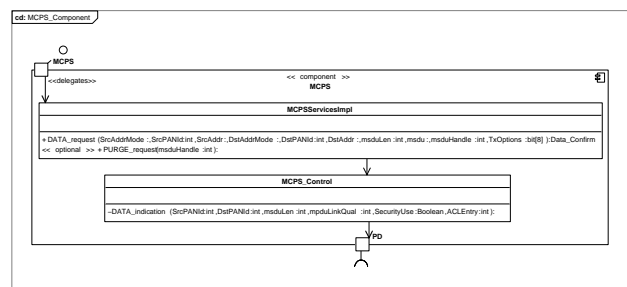 cd: MCPS_Component
MCPS
<<delegates>>
<< component >>
MCPS
MCPSServicesImpl
+ DATA_request (SrcAddrMode :,SrcPANId:int,SrcAddr :,DstAddrMode :,DstPANId:int,DstAddr :,msduLen :int,msdu :,msduHandle :int,TxOptions :bit[8] ):Data_Confirm
<< optional >> + PURGE_request(msduHandle :int):
MCPS_Control
–DATA_indication (SrcPANId:int,DstPANId:int,msduLen :int,mpduLinkQual :int,SecurityUse:Boolean,ACLEntry:int):
PD